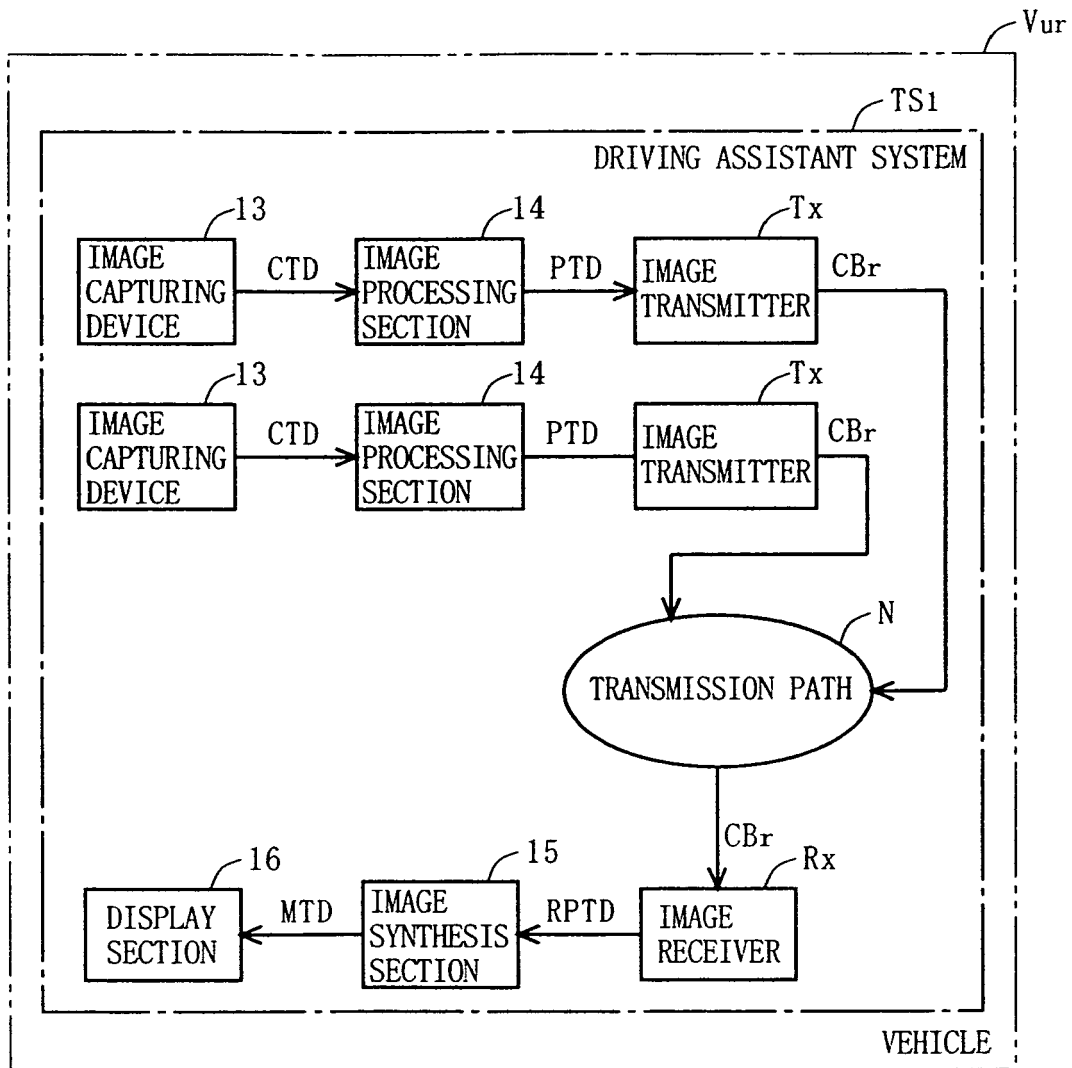 Vur
TS1
DRIVING ASSISTANT SYSTEM
13
14
Tx
IMAGE
CAPTURING
DEVICE
CTD
IMAGE
PROCESSING
SECTION
PTD
IMAGE
TRANSMITTER
CBr
13
14
Tx
IMAGE
CAPTURING
DEVICE
CTD
IMAGE
PROCESSING
SECTION
PTD
IMAGE
TRANSMITTER
CBr
N
TRANSMISSION PATH
CBr
16
15
Rx
DISPLAY
SECTION
MTD
IMAGE
SYNTHESIS
SECTION
RPTD
IMAGE
RECEIVER
VEHICLE